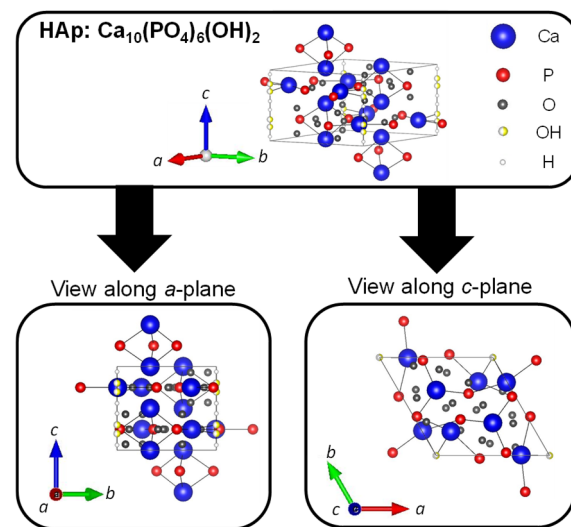 HAp: Ca₁₀(PO₄)₆(OH)₂
Ca
P
O
OH
H
c
a
b
View along a-plane
View along c-plane
c
a
b
b
c
a